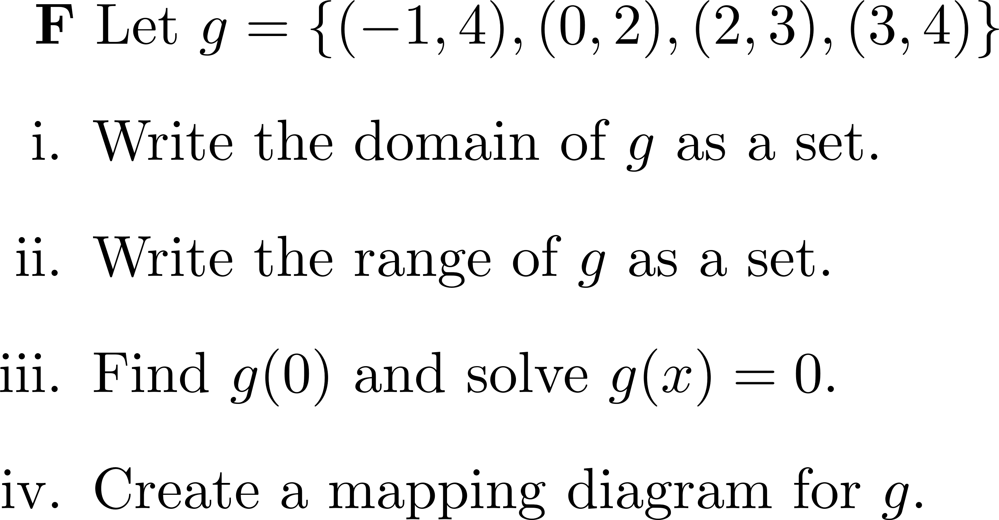 F Let g = {(−1, 4), (0, 2), (2, 3), (3, 4)}
i. Write the domain of g as a set.
ii. Write the range of g as a set.
iii. Find g(0) and solve g(x) = 0.
iv. Create a mapping diagram for g.